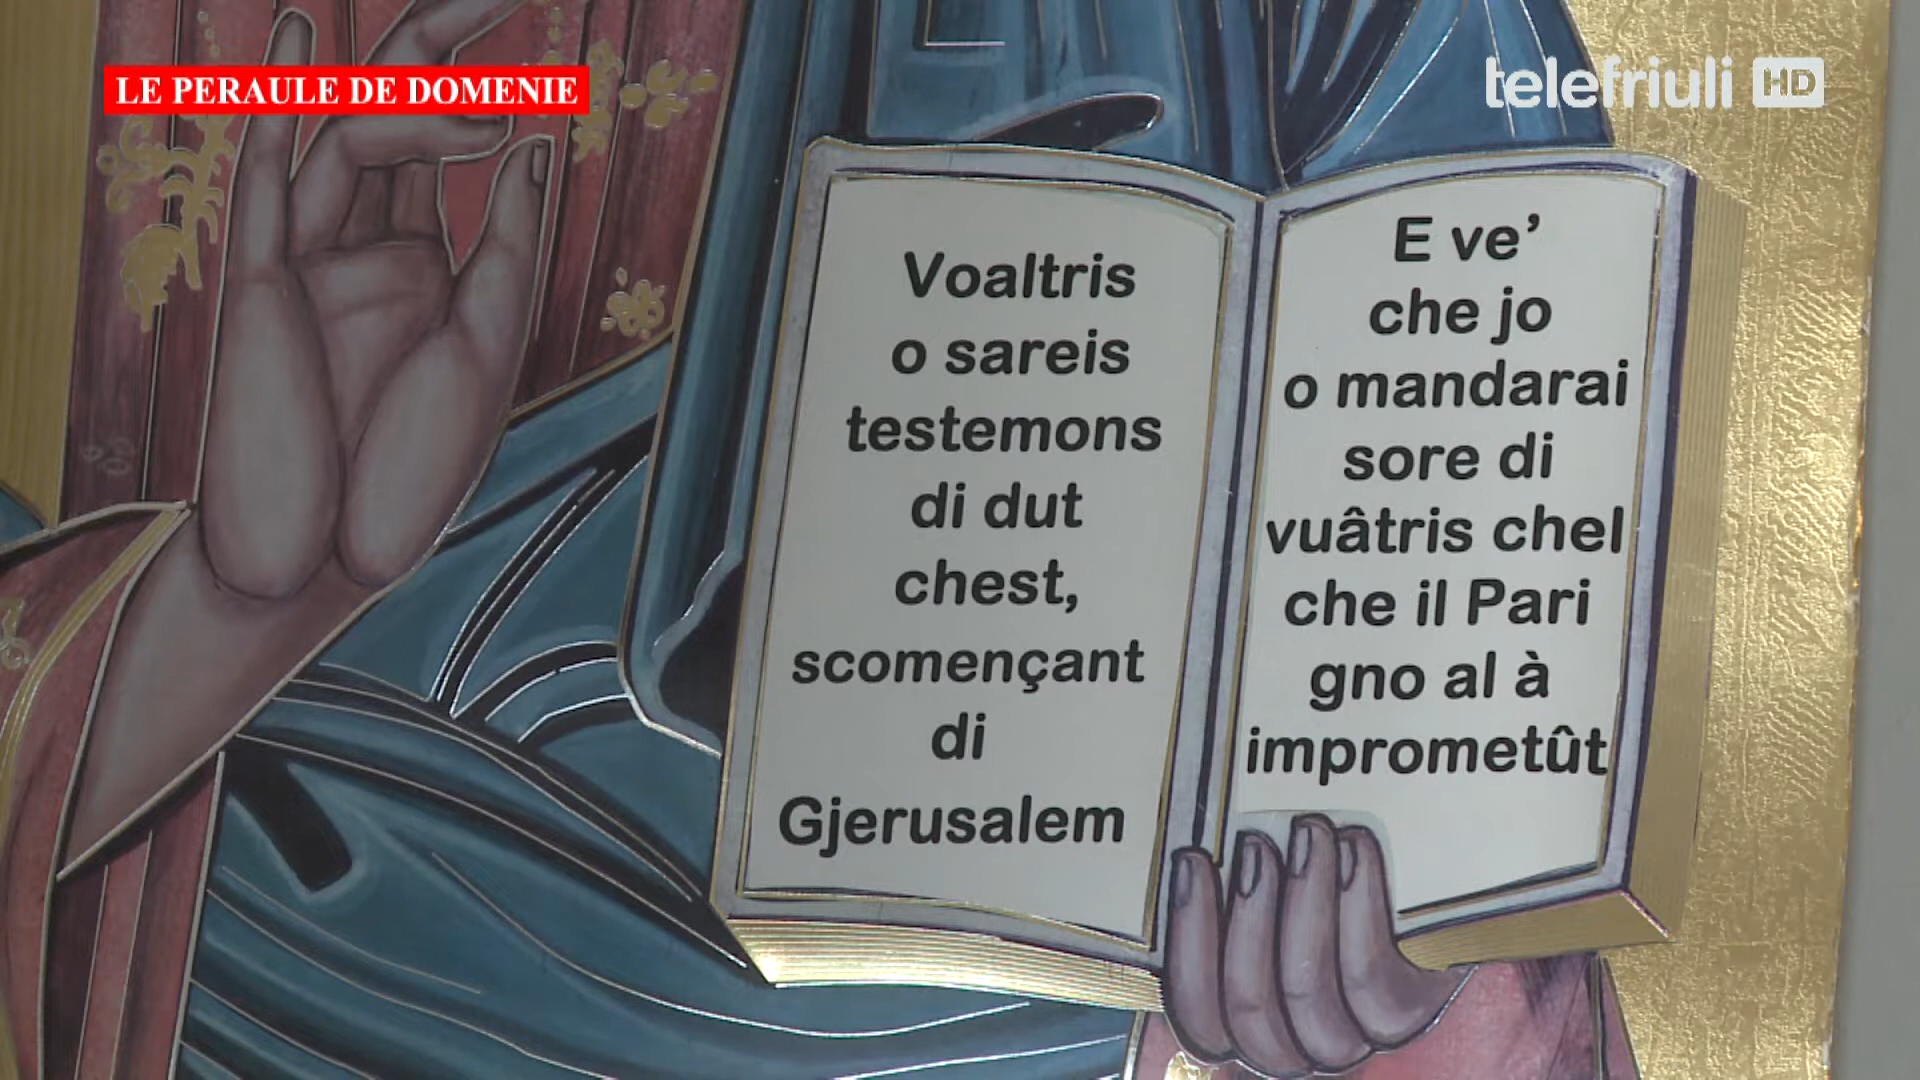 LE PERAULE DE DOMENIE
telefriuli HD
Voaltris
o sareis
testemons
di dut
chest,
scomençant
di
Gjerusalem
E ve’
che jo
o mandarai
sore di
vuâtris chel
che il Pari
gno al à
imprometût